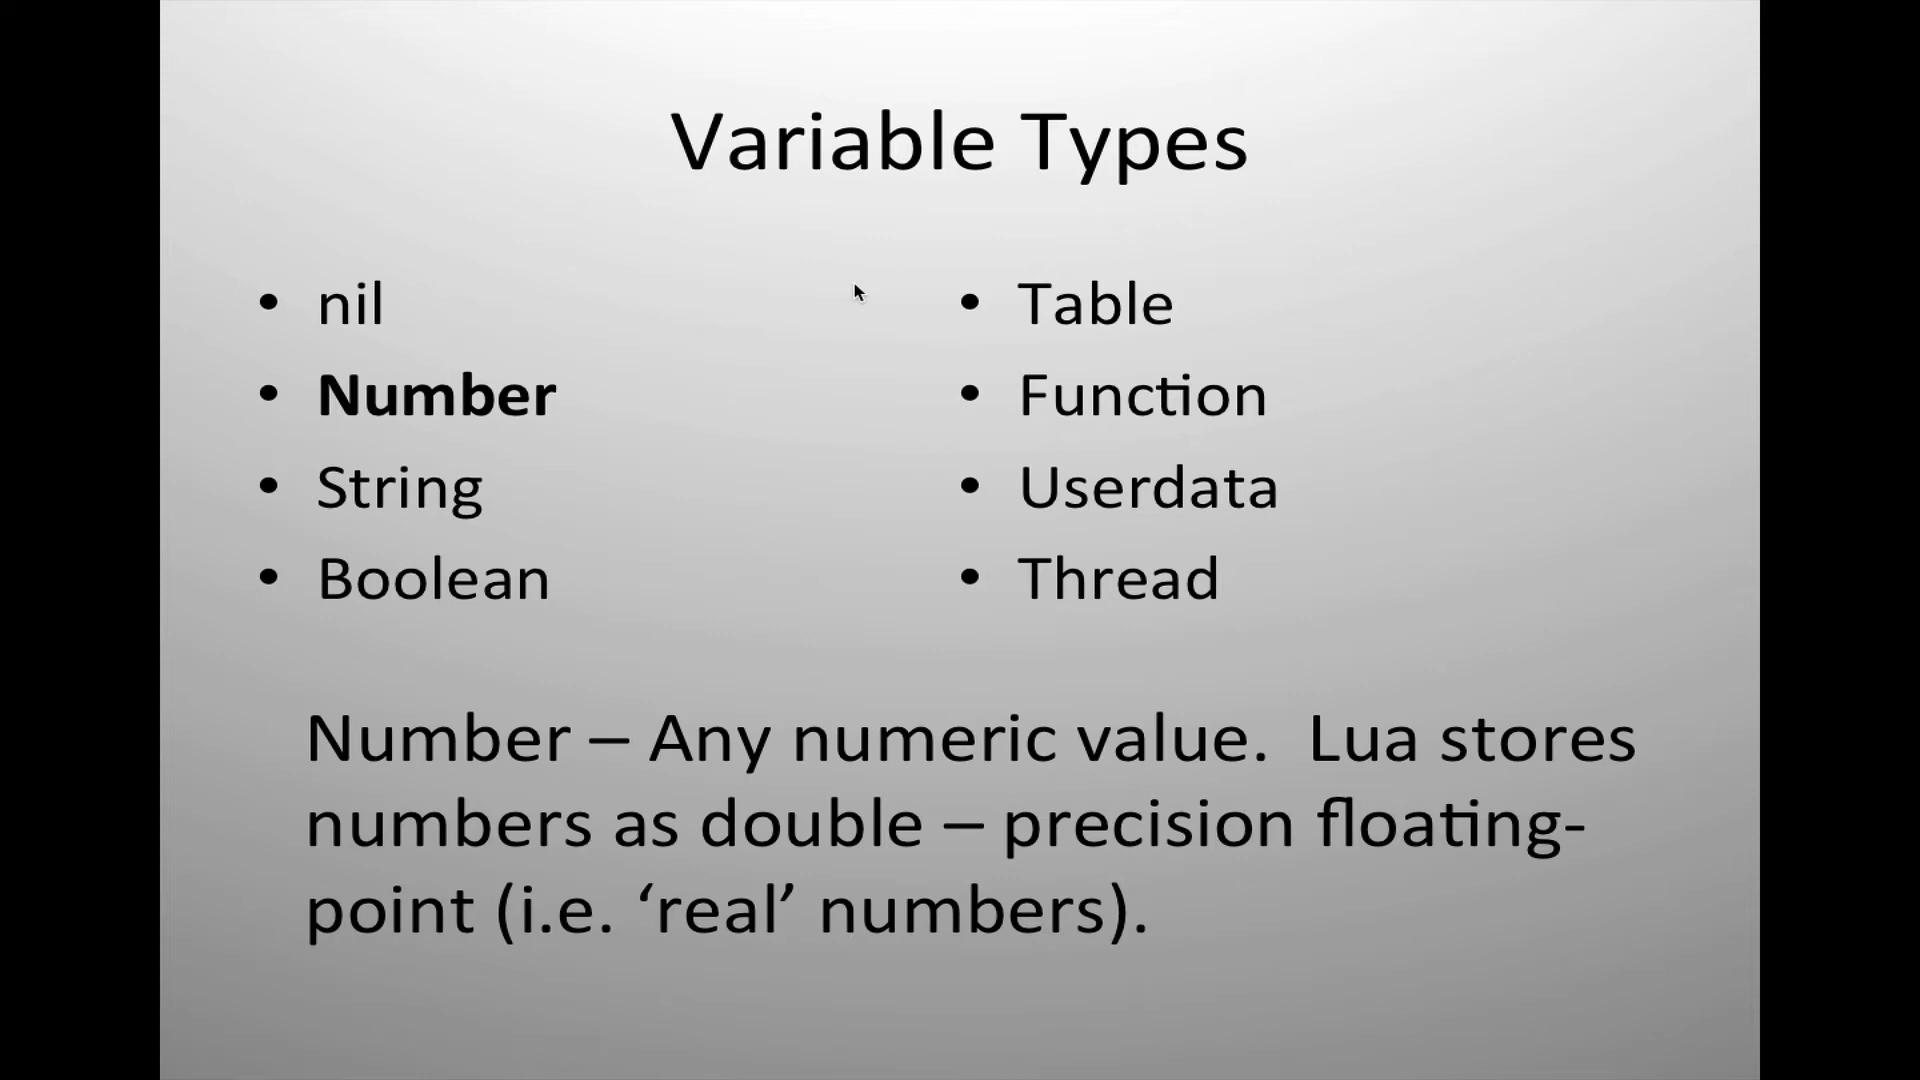 Variable Types
• nil
• Number
• String
• Boolean
• Table
• Function
• Userdata
• Thread
Number – Any numeric value.  Lua stores
numbers as double – precision floating-
point (i.e. ‘real’ numbers).